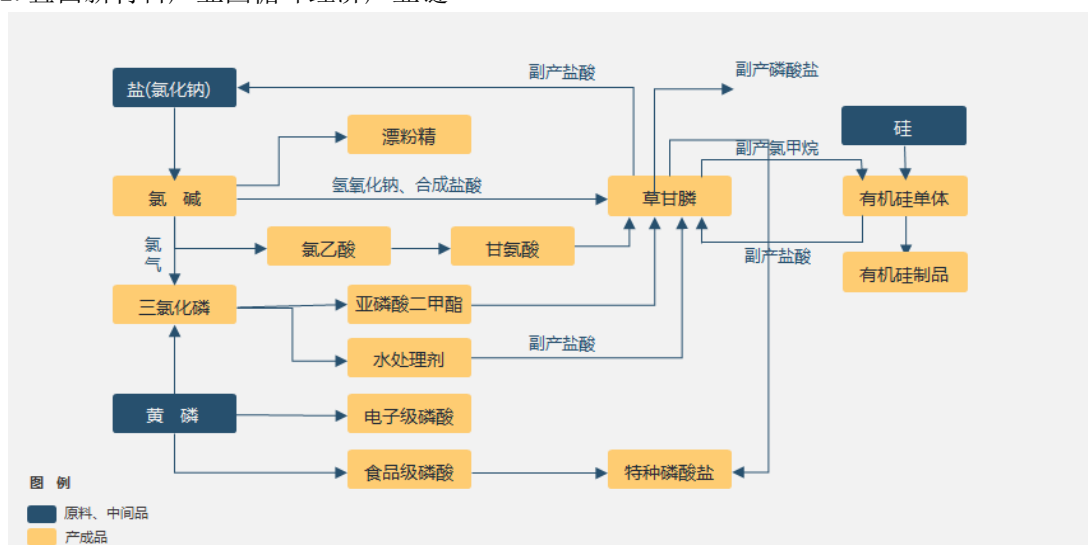 副产盐酸
副产磷酸盐
盐(氯化钠)
硅
漂粉精
副产氯甲烷
氢氧化钠、合成盐酸
氯 碱
草甘膦
有机硅单体
氯气
氯乙酸
甘氨酸
副产盐酸
有机硅制品
三氯化磷
亚磷酸二甲酯
副产盐酸
水处理剂
黄 磷
电子级磷酸
食品级磷酸
特种磷酸盐
图 例
原料、中间品
产成品